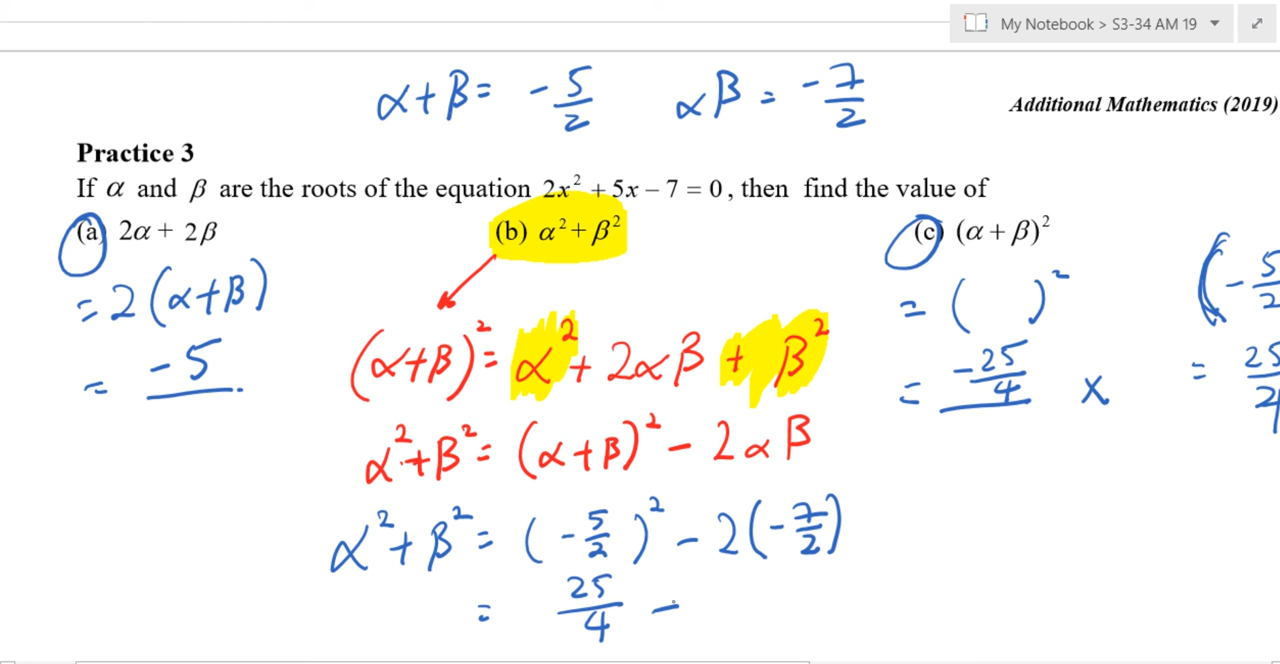 My Notebook > S3-34 AM 19
α+β = -5/2    αβ = -7/2
Additional Mathematics (2019)
Practice 3
If α and β are the roots of the equation 2x² + 5x − 7 = 0, then find the value of
(a) 2α + 2β    (b) α² + β²    (c) (α + β)²
= 2(α+β)
= -5
(α+β)² = α² + 2αβ + β²
α²+β² = (α+β)² - 2αβ
α²+β² = (-5/2)² - 2(-7/2)
= 25/4 -
= (    )²
= -25/4 x
(-5/2
= 25/4